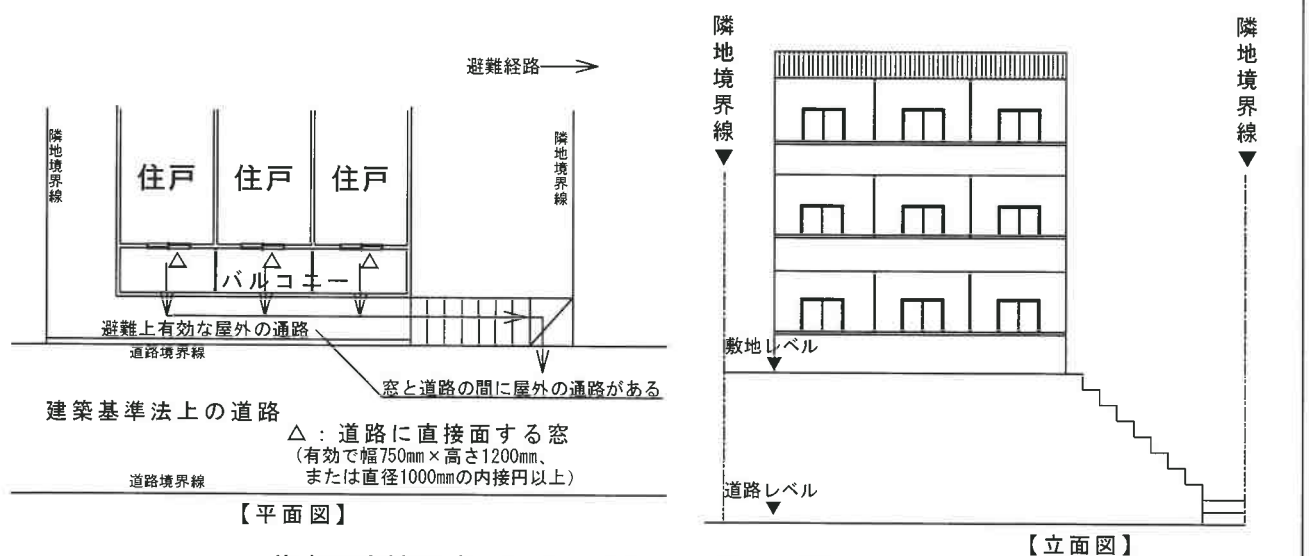 避難経路
隣地境界線
隣地境界線
住戸
住戸
住戸
バルコニー
避難上有効な屋外の通路
道路境界線
窓と道路の間に屋外の通路がある
建築基準法上の道路
△:道路に直接面する窓
(有効で幅750mm×高さ1200mm、
または直径1000mmの内接円以上)
道路境界線
【平面図】
隣地境界線
隣地境界線
敷地レベル
道路レベル
【立面図】